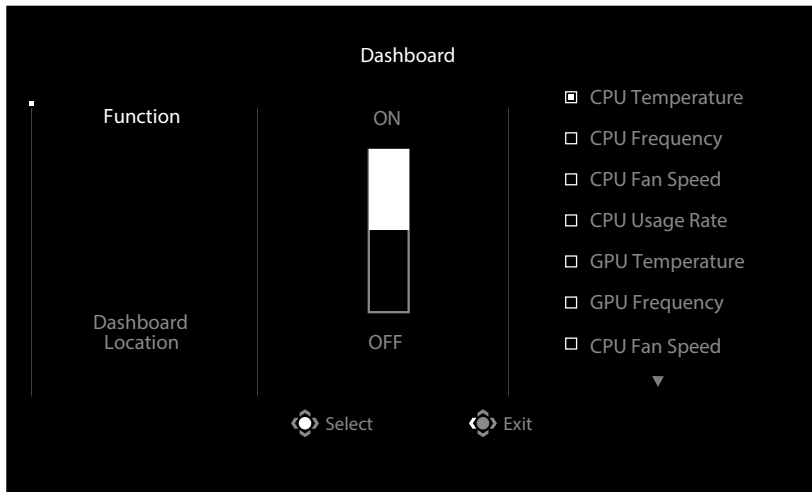 Dashboard
Function
Dashboard
Location
ON
OFF
CPU Temperature
CPU Frequency
CPU Fan Speed
CPU Usage Rate
GPU Temperature
GPU Frequency
CPU Fan Speed
Select
Exit